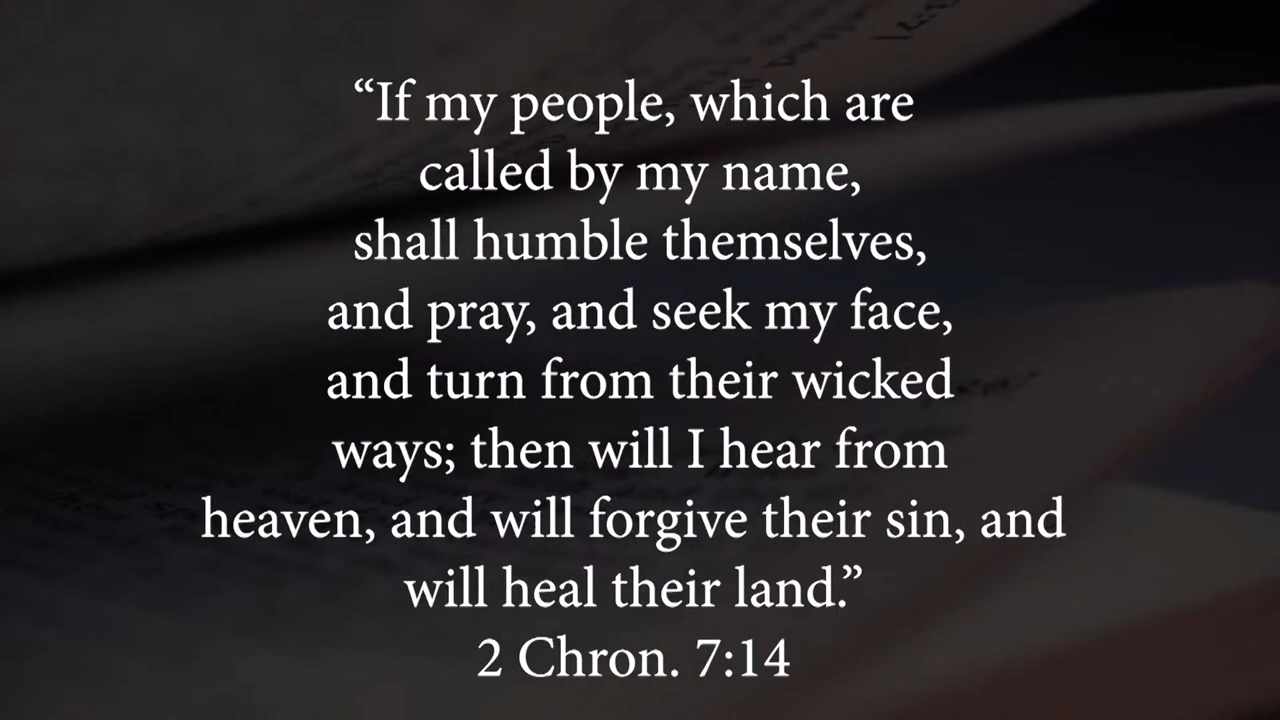 “If my people, which are
called by my name,
shall humble themselves,
and pray, and seek my face,
and turn from their wicked
ways; then will I hear from
heaven, and will forgive their sin, and
will heal their land.”
2 Chron. 7:14